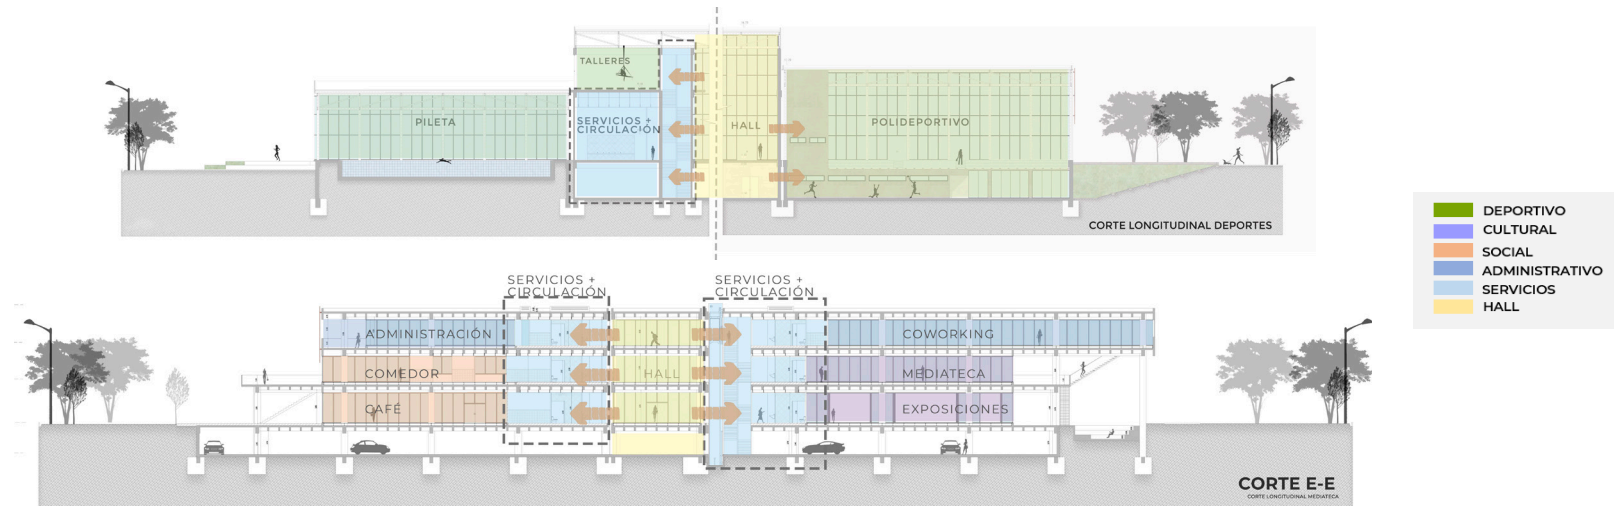 TALLERES
PILETA
SERVICIOS +
CIRCULACIÓN
HALL
POLIDEPORTIVO
CORTE LONGITUDINAL DEPORTES
DEPORTIVO
CULTURAL
SOCIAL
ADMINISTRATIVO
SERVICIOS
HALL
SERVICIOS +
CIRCULACIÓN
SERVICIOS +
CIRCULACIÓN
ADMINISTRACIÓN
COWORKING
COMEDOR
HALL
MEDIATECA
CAFÉ
EXPOSICIONES
CORTE E-E
CORTE LONGITUDINAL MEDIATECA